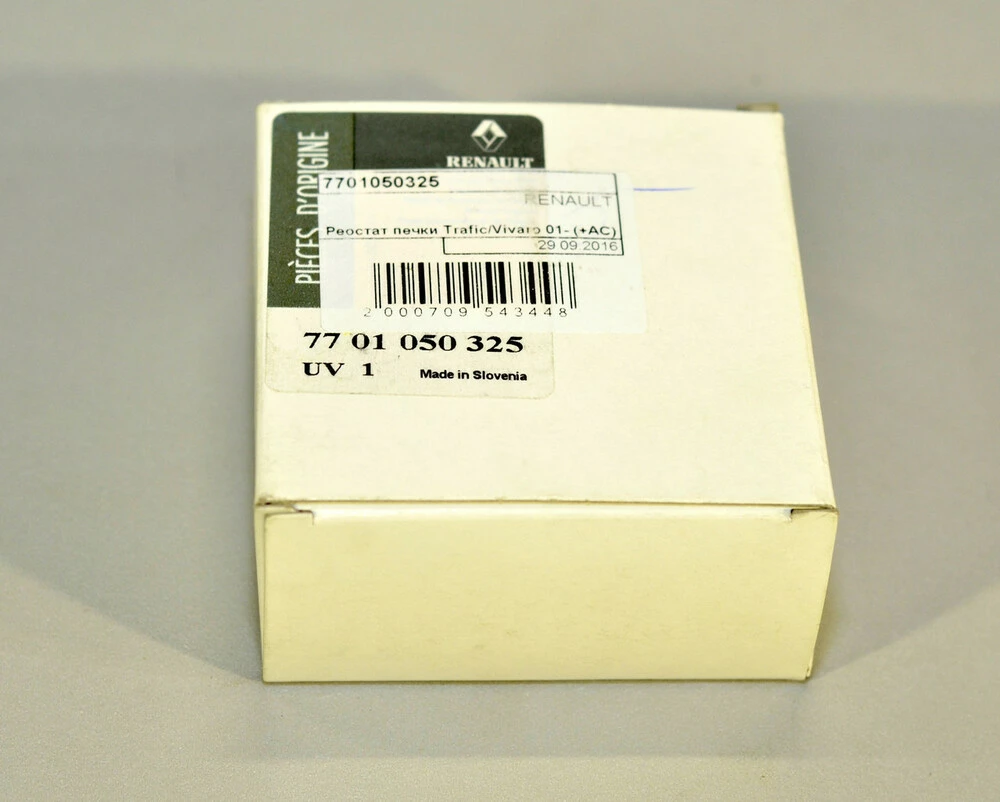 PIÈCES D'ORIGINE
RENAULT
7701050325
RENAULT
Реостат печки Trafic/Vivaro 01- (+AC)
29.09.2016
2 000709 543448
77 01 050 325
UV 1
Made in Slovenia